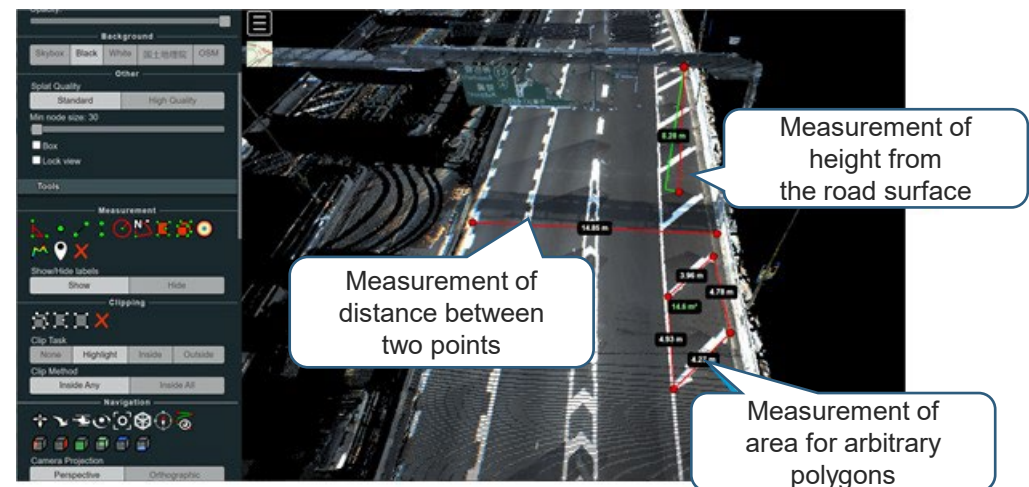 Opacity:
Background
Skybox Black White 国土地理院 OSM
Other
Splat Quality
Standard High Quality
Min node size: 30
Box
Lock view
Tools
Measurement
Show/Hide labels
Show Hide
Clipping
Clip Task
None Highlight Inside Outside
Clip Method
Inside Any Inside All
Navigation
Camera Projection
Perspective Orthographic
14.85 m
3.96 m
4.78 m
14.6 m²
4.93 m
4.27 m
Measurement of
height from
the road surface
Measurement of
distance between
two points
Measurement of
area for arbitrary
polygons